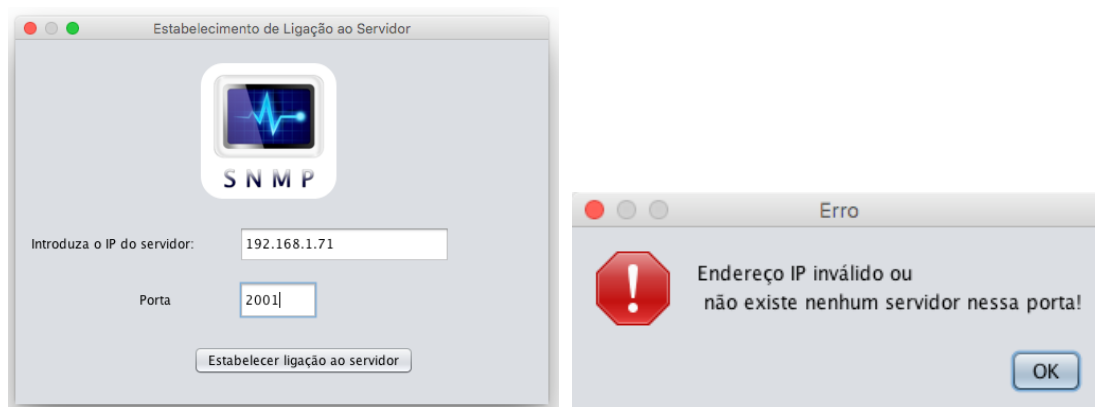 Estabelecimento de Ligação ao Servidor
S N M P
Introduza o IP do servidor:
192.168.1.71
Porta
2001
Estabelecer ligação ao servidor
Erro
Endereço IP inválido ou
não existe nenhum servidor nessa porta!
OK